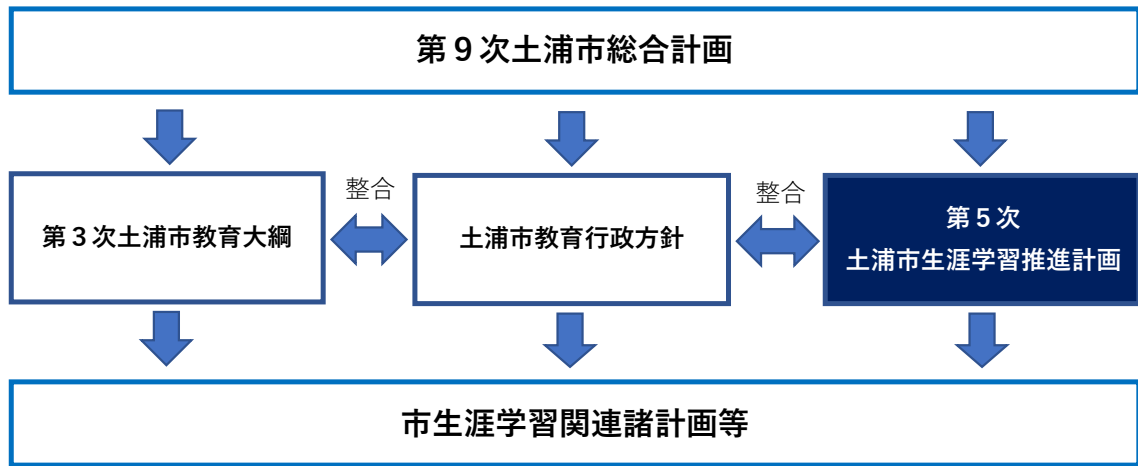 第９次土浦市総合計画
整合
整合
第３次土浦市教育大綱
土浦市教育行政方針
第５次
土浦市生涯学習推進計画
市生涯学習関連諸計画等